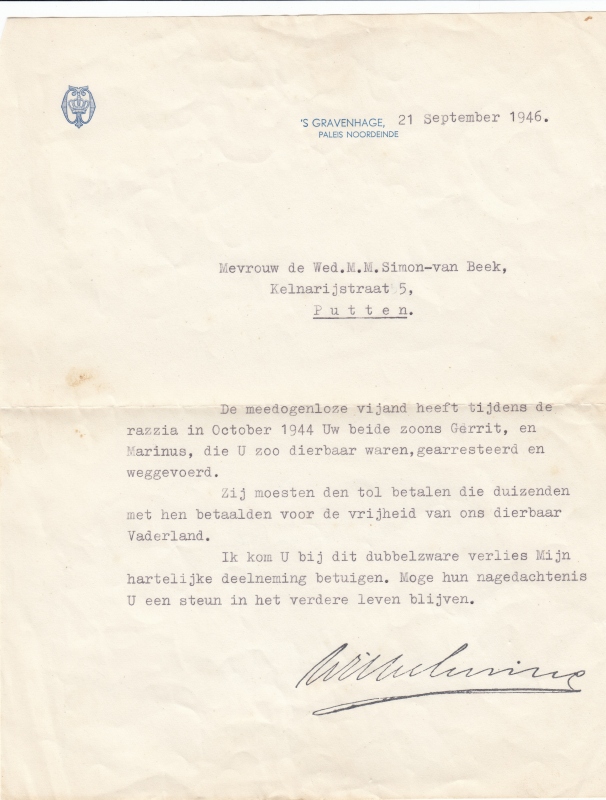 'S GRAVENHAGE, 21 September 1946.
PALEIS NOORDEINDE
Mevrouw de Wed.M.M.Simon-van Beek,
Kelnarijstraat 5,
P u t t e n.
De meedogenloze vijand heeft tijdens de
razzia in October 1944 Uw beide zoons Gerrit, en
Marinus, die U zoo dierbaar waren,gearresteerd en
weggevoerd.
Zij moesten den tol betalen die duizenden
met hen betaalden voor de vrijheid van ons dierbaar
Vaderland.
Ik kom U bij dit dubbelzware verlies Mijn
hartelijke deelneming betuigen. Moge hun nagedachtenis
U een steun in het verdere leven blijven.
Wilhelmina